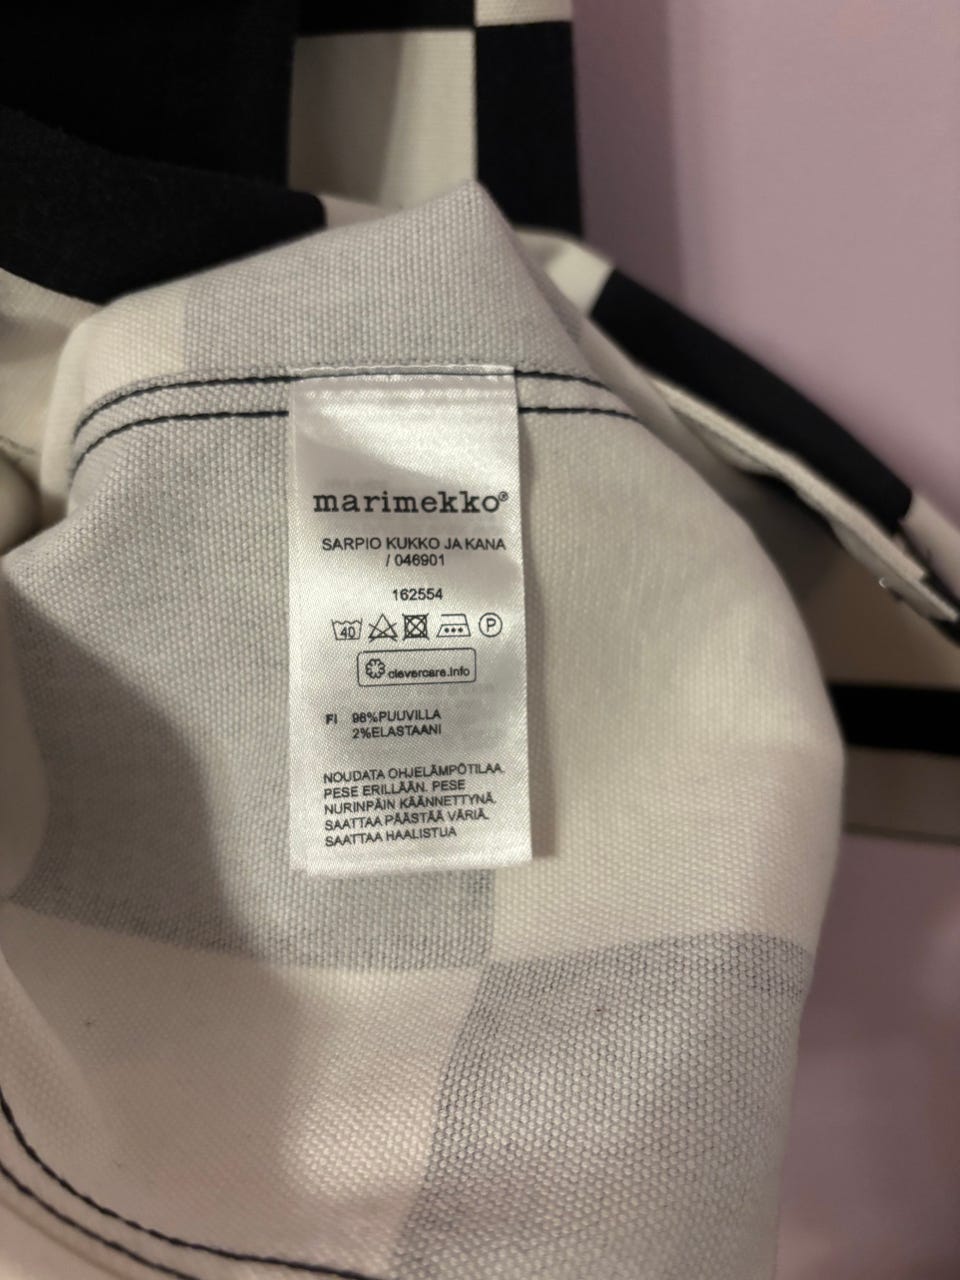 marimekko®
SARPIO KUKKO JA KANA
/ 046901
162554
40 P
clevercare.info
FI 98%PUUVILLA
2%ELASTAANI
NOUDATA OHJELÄMPÖTILAA.
PESE ERILLÄÄN. PESE
NURINPÄIN KÄÄNNETTYNÄ.
SAATTAA PÄÄSTÄÄ VÄRIÄ.
SAATTAA HAALISTUA